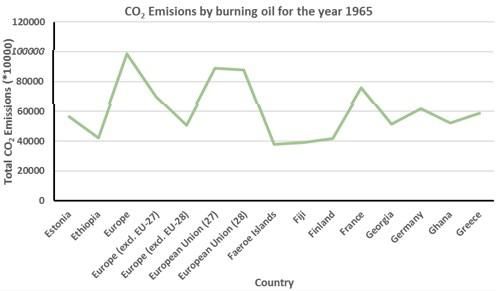 CO₂ Emisions by burning oil for the year 1965
Total CO₂ Emissions (*10000)
120000
100000
80000
60000
40000
20000
0
Estonia
Ethiopia
Europe
Europe (excl. EU-27)
Europe (excl. EU-28)
European Union (27)
European Union (28)
Faeroe Islands
Fiji
Finland
France
Georgia
Germany
Ghana
Greece
Country